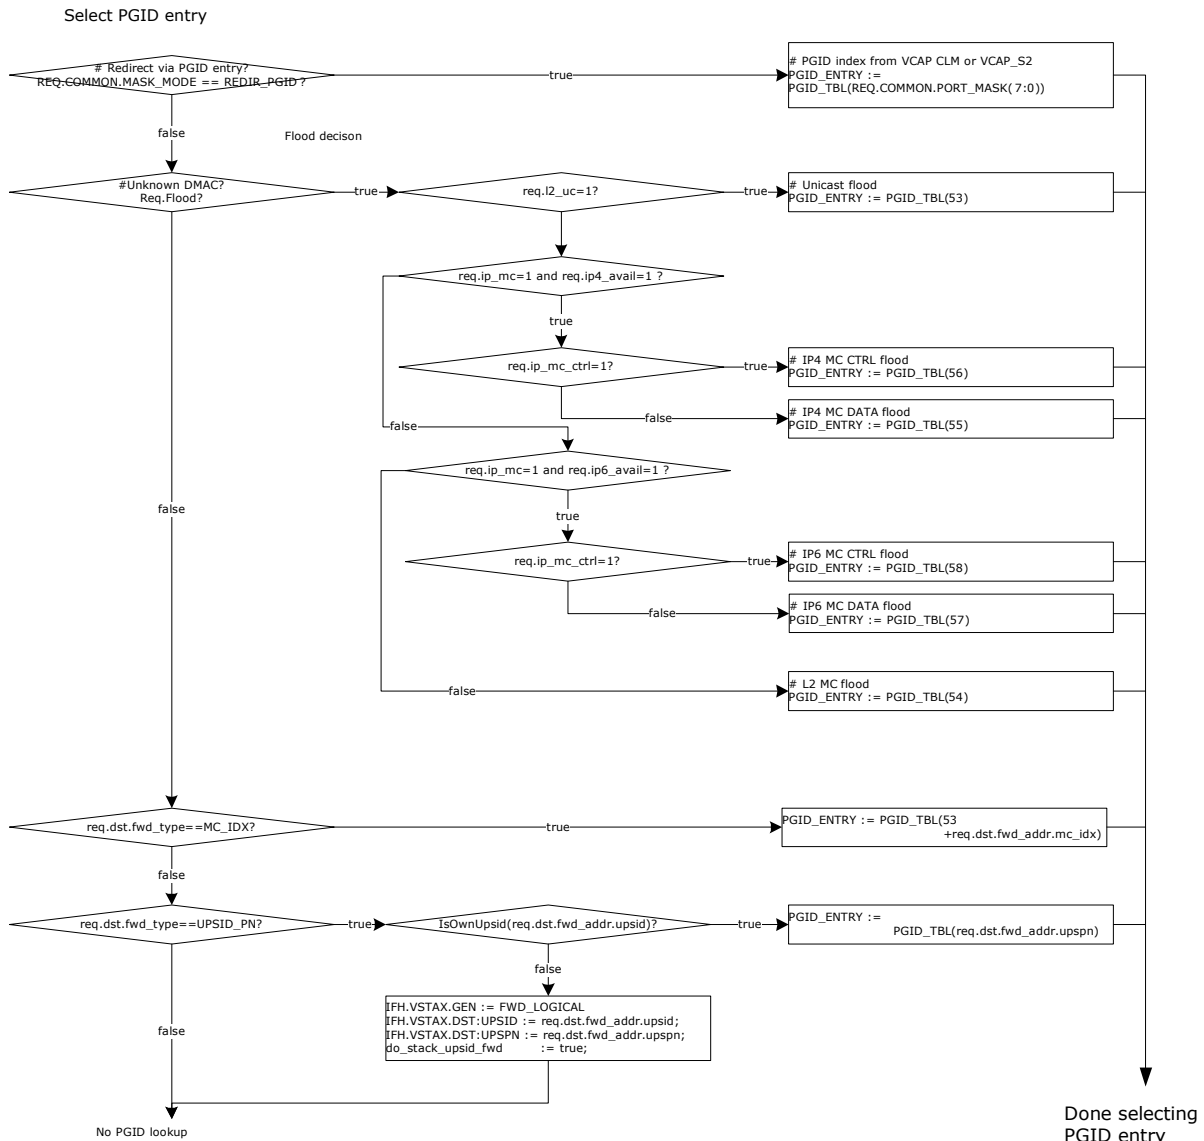 Select PGID entry
# Redirect via PGID entry?
REQ.COMMON.MASK_MODE == REDIR_PGID?
true
# PGID index from VCAP CLM or VCAP_S2
PGID_ENTRY :=
PGID_TBL(REQ.COMMON.PORT_MASK(7:0))
false
Flood decison
#Unknown DMAC?
Req.Flood?
true
req.l2_uc=1?
true
# Unicast flood
PGID_ENTRY := PGID_TBL(53)
req.ip_mc=1 and req.ip4_avail=1 ?
true
req.ip_mc_ctrl=1?
true
# IP4 MC CTRL flood
PGID_ENTRY := PGID_TBL(56)
false
# IP4 MC DATA flood
PGID_ENTRY := PGID_TBL(55)
false
req.ip_mc=1 and req.ip6_avail=1 ?
false
true
req.ip_mc_ctrl=1?
true
# IP6 MC CTRL flood
PGID_ENTRY := PGID_TBL(58)
false
# IP6 MC DATA flood
PGID_ENTRY := PGID_TBL(57)
false
# L2 MC flood
PGID_ENTRY := PGID_TBL(54)
req.dst.fwd_type==MC_IDX?
true
PGID_ENTRY := PGID_TBL(53
+req.dst.fwd_addr.mc_idx)
false
req.dst.fwd_type==UPSID_PN?
true
IsOwnUpsid(req.dst.fwd_addr.upsid)?
true
PGID_ENTRY :=
PGID_TBL(req.dst.fwd_addr.upspn)
false
IFH.VSTAX.GEN := FWD_LOGICAL
IFH.VSTAX.DST:UPSID := req.dst.fwd_addr.upsid;
IFH.VSTAX.DST:UPSPN := req.dst.fwd_addr.upspn;
do_stack_upsid_fwd := true;
false
No PGID lookup
Done selecting
PGID entry